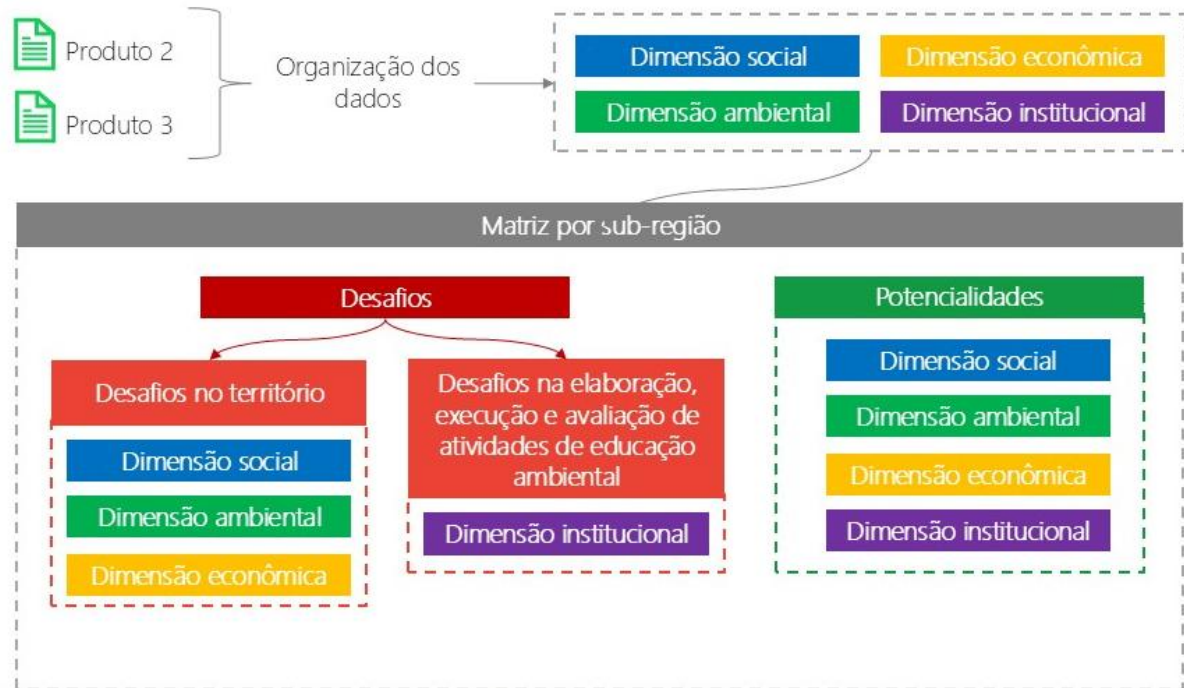 Produto 2
Produto 3
Organização dos
dados
Dimensão social
Dimensão econômica
Dimensão ambiental
Dimensão institucional
Matriz por sub-região
Desafios
Desafios no território
Dimensão social
Dimensão ambiental
Dimensão econômica
Desafios na elaboração,
execução e avaliação de
atividades de educação
ambiental
Dimensão institucional
Potencialidades
Dimensão social
Dimensão ambiental
Dimensão econômica
Dimensão institucional